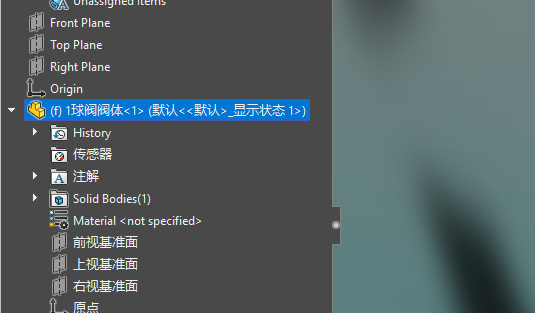 Unassigned Items
Front Plane
Top Plane
Right Plane
Origin
(f) 1球阀阀体<1> (默认<<默认>_显示状态 1>)
History
传感器
注解
Solid Bodies(1)
Material <not specified>
前视基准面
上视基准面
右视基准面
原点